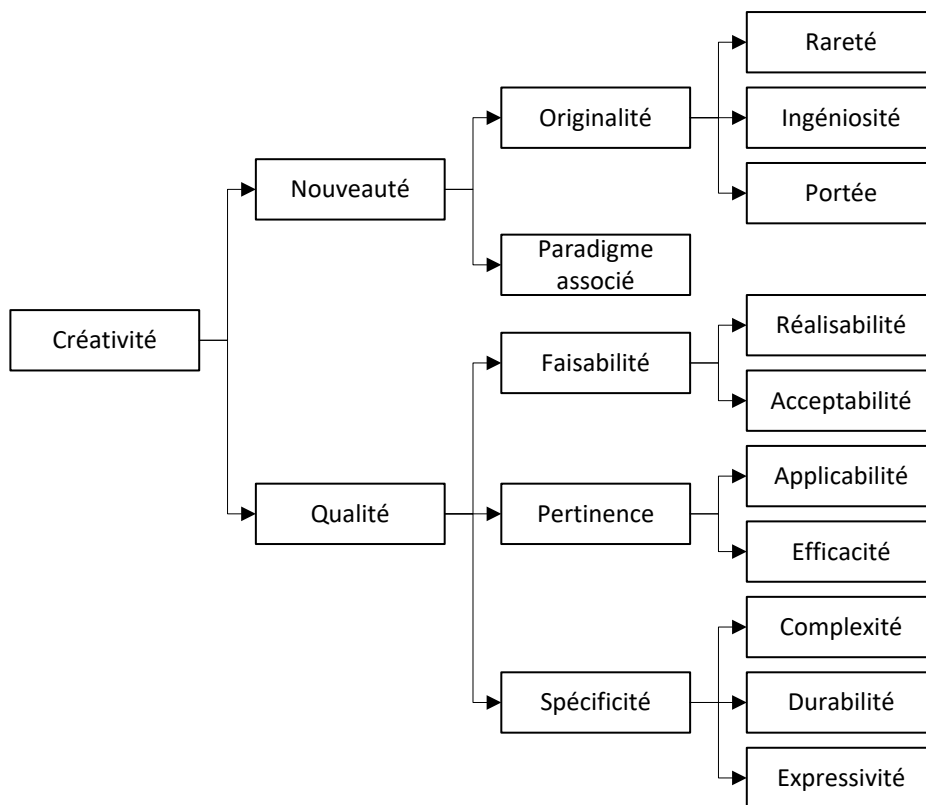 Rareté
Originalité
Ingéniosité
Nouveauté
Portée
Paradigme
associé
Créativité
Faisabilité
Réalisabilité
Acceptabilité
Qualité
Pertinence
Applicabilité
Efficacité
Spécificité
Complexité
Durabilité
Expressivité